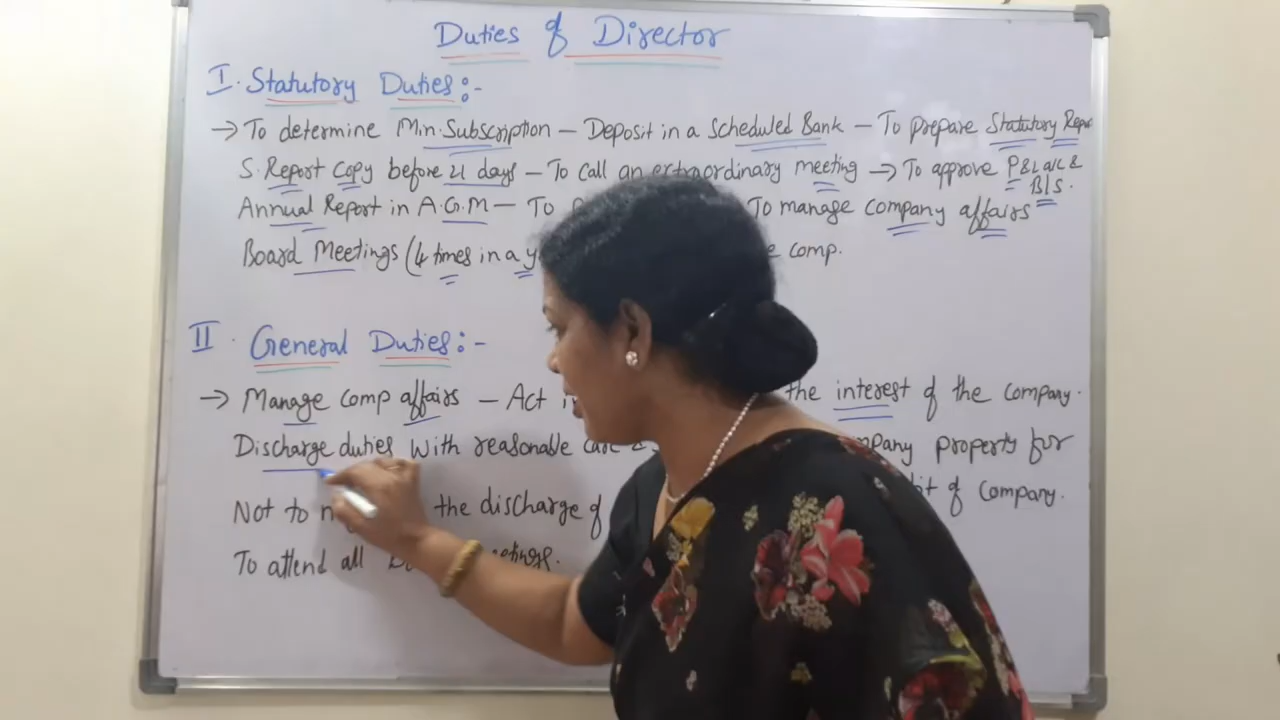 Duties of Director
I. Statutory Duties:-
→ To determine Min. Subscription — Deposit in a Scheduled Bank — To prepare Statutory
S. Report Copy before 21 days — To call an extraordinary meeting → To approve P&L a/c &
B/S.
Annual Report in A.G.M — To To manage company affairs
Board Meetings (4 times in a comp.
II. General Duties:-
→ Manage comp affairs — Act the interest of the company.
Discharge duties with reasonable care property for
Not to the discharge of of company.
To attend all